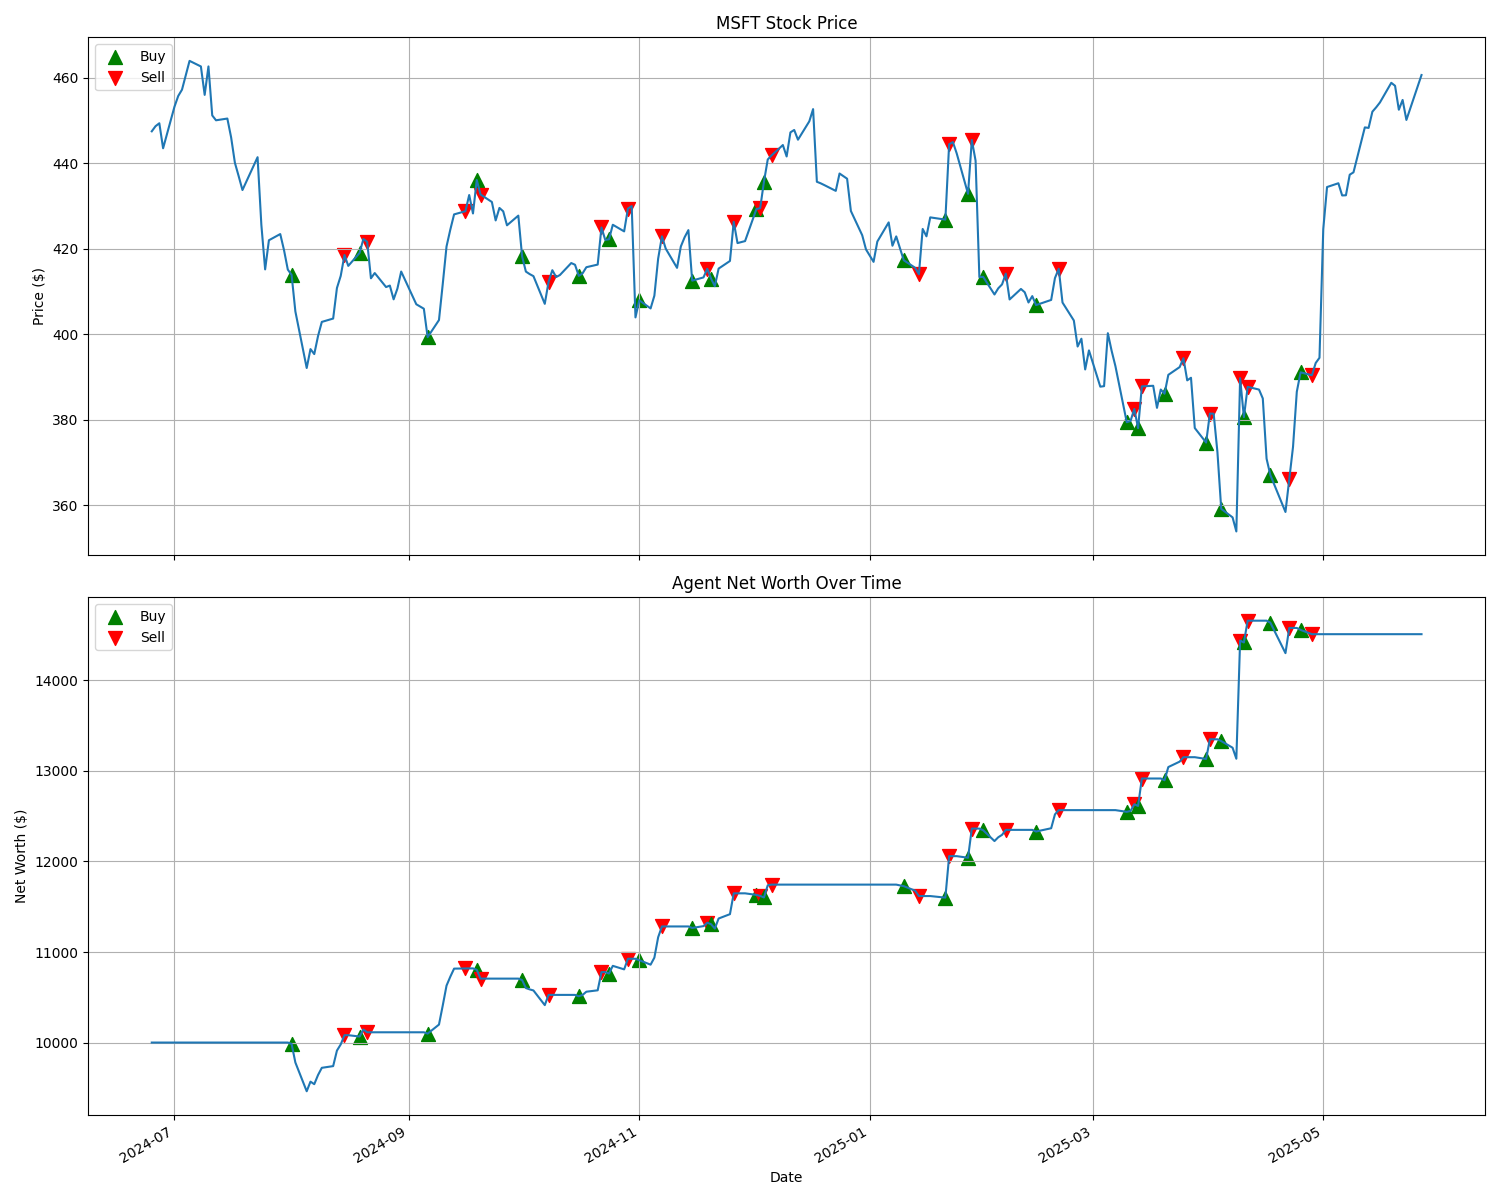 MSFT Stock Price
Buy
Sell
460
440
420
400
380
360
Price ($)
Agent Net Worth Over Time
Buy
Sell
14000
13000
12000
11000
10000
Net Worth ($)
2024-07
2024-09
2024-11
2025-01
2025-03
2025-05
Date